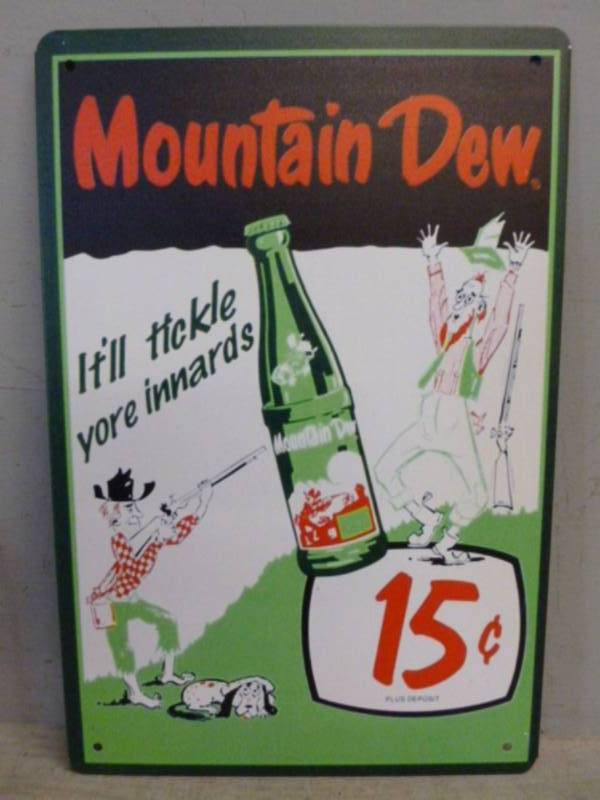 Mountain Dew
It'll tickle
yore innards
Mountain Dew
15¢
PLUS DEPOSIT